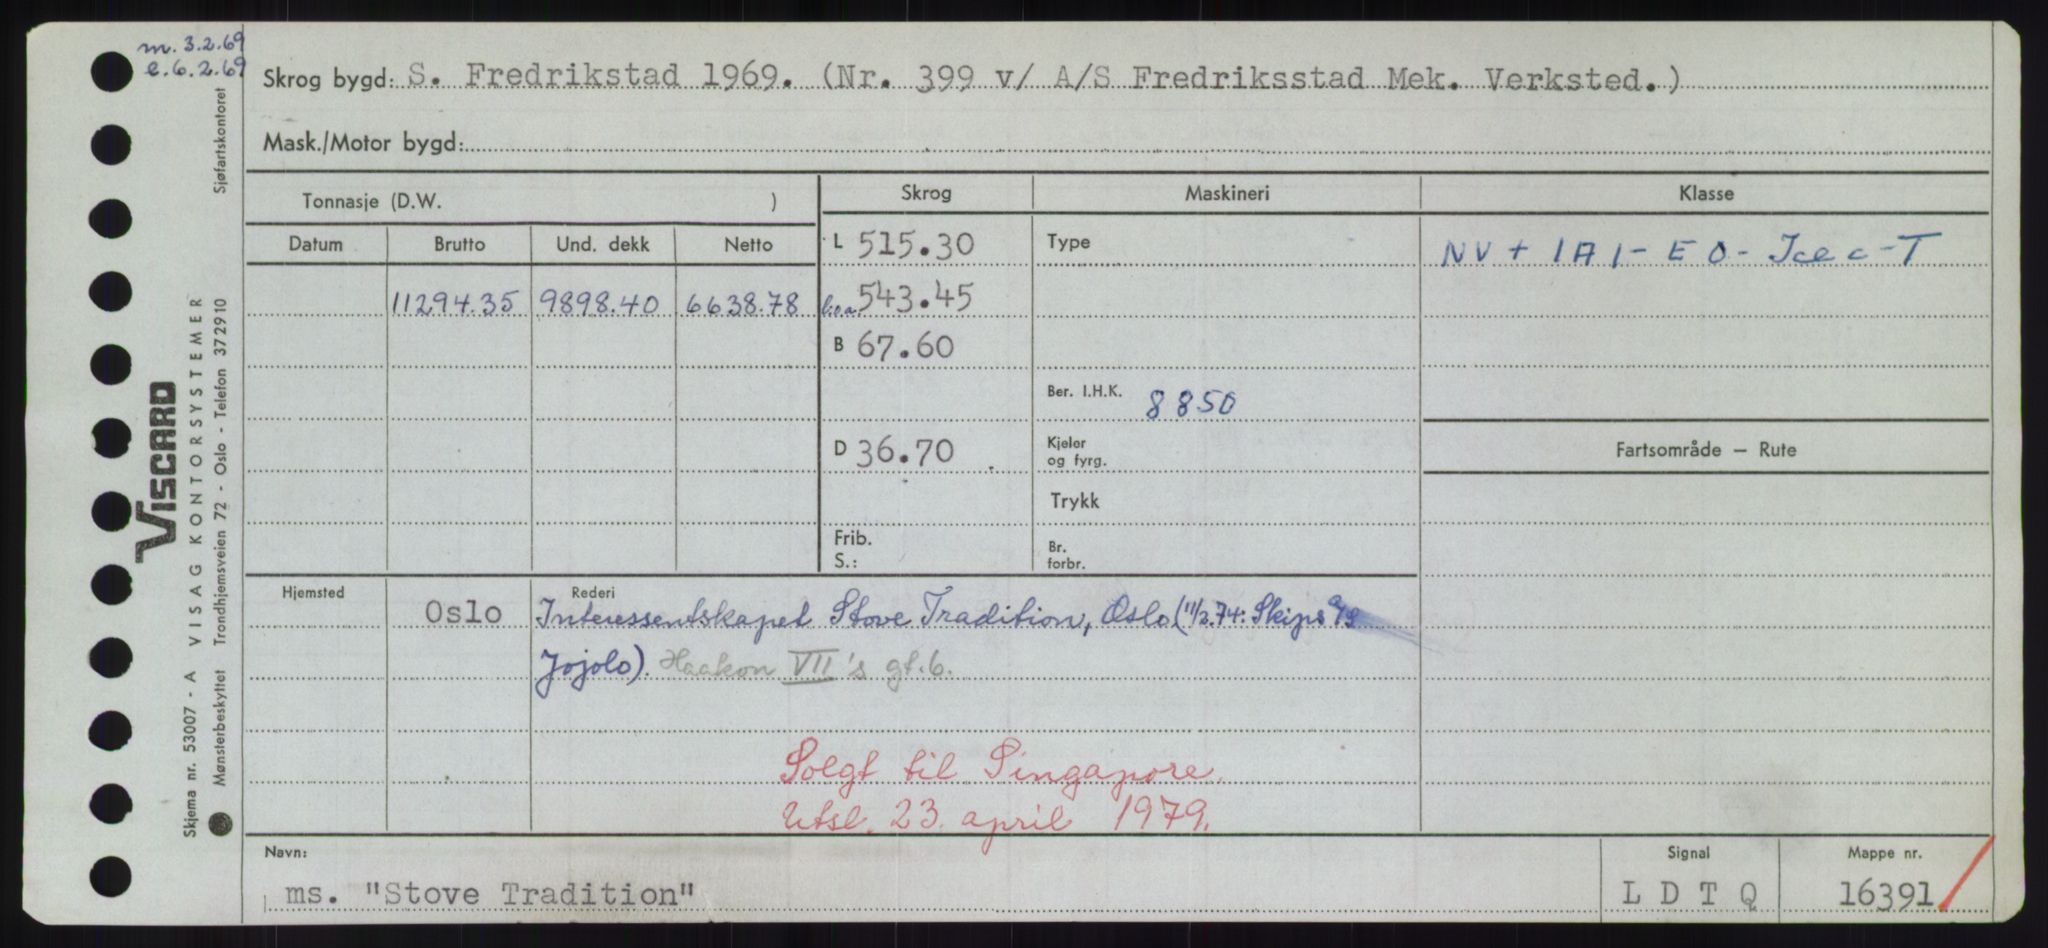 m. 3.2.69
e. 6.2.69
Skrog bygd: S. Fredrikstad 1969. (Nr. 399 v/ A/S Fredriksstad Mek. Verksted.)
Mask./Motor bygd:
Tonnasje (D.W. )
Skrog
Maskineri
Klasse
Datum
Brutto
Und. dekk
Netto
L 515.30
Type
NV + 1A1 - EO - Ice c - T
11294.35
9898.40
6638.78
l.o.a 543.45
B 67.60
Ber. I.H.K. 8850
D 36.70
Kjeler
og fyrg.
Fartsområde – Rute
Trykk
Frib.
S.:
Br.
forbr.
Hjemsted
Oslo
Rederi
Interessentskapet Stove Tradition, Oslo (11/2.74: Skips A/S
Jojolo). Haakon VII's gt. 6.
Solgt til Singapore.
Utsl. 23. april 1979.
Navn:
ms. "Stove Tradition"
Signal
L D T Q
Mappe nr.
16391
VISCARD
Skjema nr. 53007 - A VISAG KONTORSYSTEMER
Mønsterbeskyttet Trondhjemsveien 72 - Oslo - Telefon 372910 Sjøfartskontoret